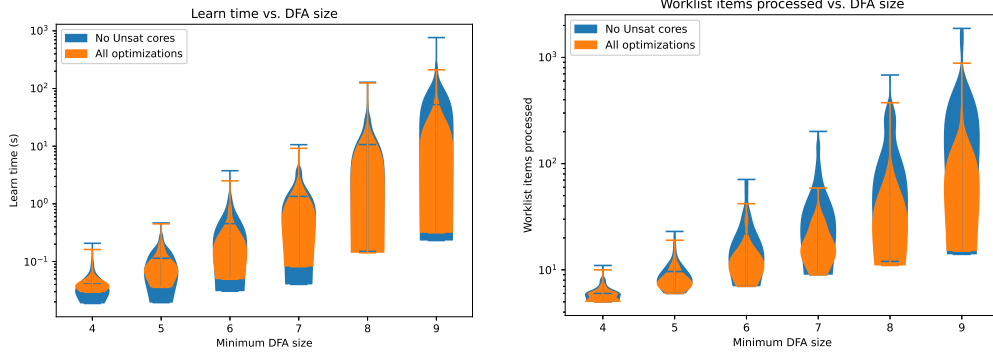 Learn time vs. DFA size
No Unsat cores
All optimizations
10³
10²
10¹
10⁰
10⁻¹
Learn time (s)
4 5 6 7 8 9
Minimum DFA size
Worklist items processed vs. DFA size
No Unsat cores
All optimizations
10³
10²
10¹
Worklist items processed
4 5 6 7 8 9
Minimum DFA size